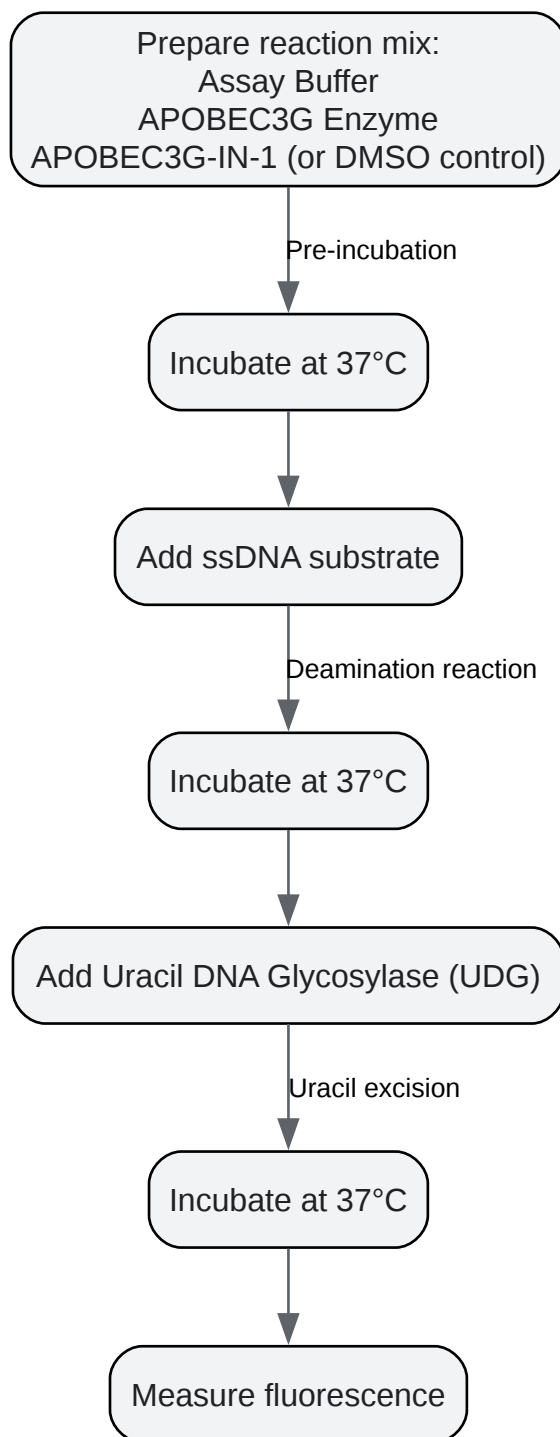 Prepare reaction mix:
Assay Buffer
APOBEC3G Enzyme
APOBEC3G-IN-1 (or DMSO control)
Pre-incubation
Incubate at 37°C
Add ssDNA substrate
Deamination reaction
Incubate at 37°C
Add Uracil DNA Glycosylase (UDG)
Uracil excision
Incubate at 37°C
Measure fluorescence